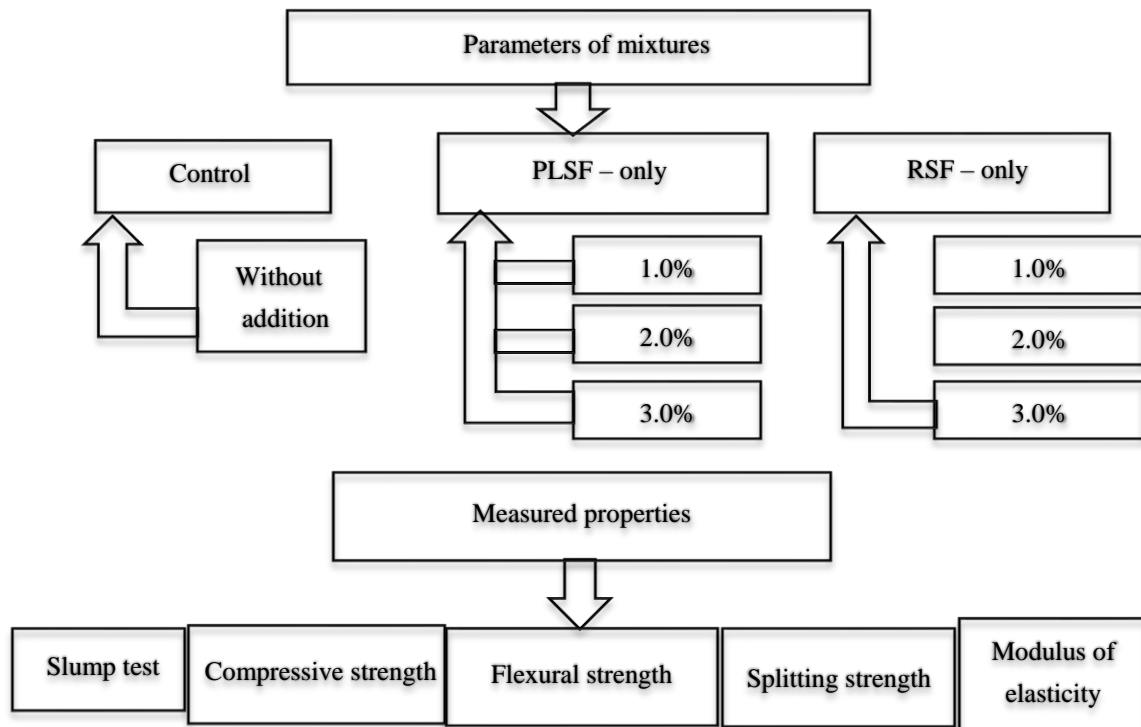 Parameters of mixtures
Control
PLSF – only
RSF – only
Without
addition
1.0%
2.0%
3.0%
1.0%
2.0%
3.0%
Measured properties
Slump test
Compressive strength
Flexural strength
Splitting strength
Modulus of
elasticity